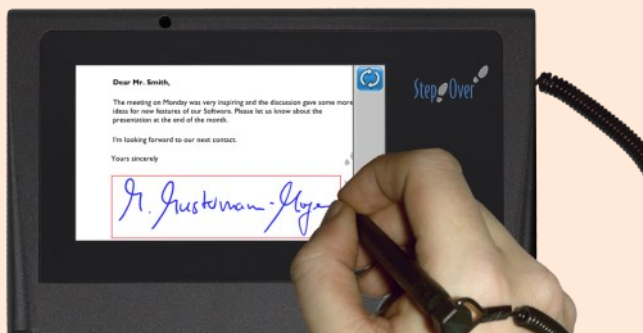 Dear Mr. Smith,
The meeting on Monday was very inspiring and the discussion gave some more
ideas for new features of our Software. Please let us know about the
presentation at the end of the month.
I'm looking forward to our next contact.
Yours sincerely
StepOver